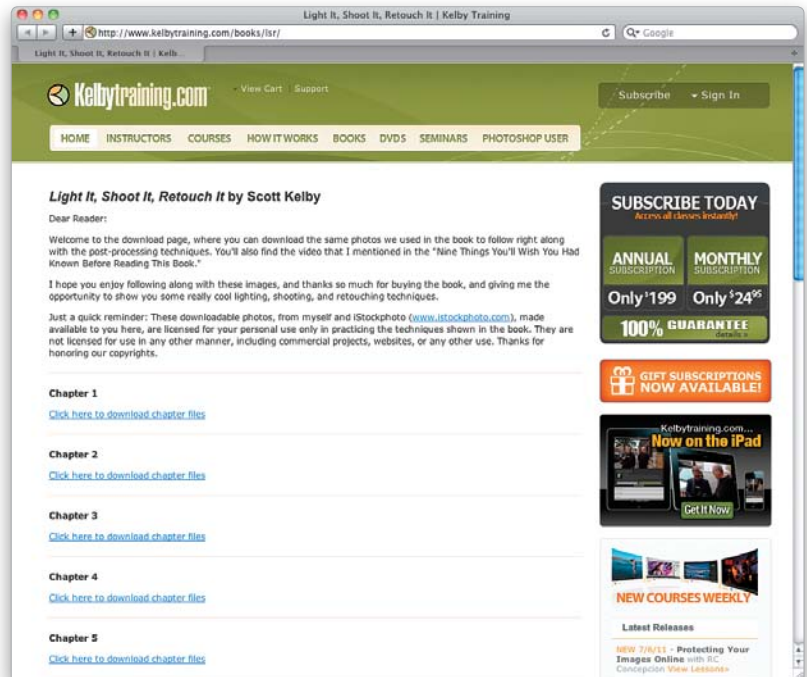 Light It, Shoot It, Retouch It | Kelby Training
http://www.kelbytraining.com/books/lsr/
Google
Light It, Shoot It, Retouch It | Kelb...
Kelbytraining.com
View Cart
Support
Subscribe
Sign In
HOME INSTRUCTORS COURSES HOW IT WORKS BOOKS DVDS SEMINARS PHOTOSHOP USER
Light It, Shoot It, Retouch It by Scott Kelby
Dear Reader:
Welcome to the download page, where you can download the same photos we used in the book to follow right along
with the post-processing techniques. You'll also find the video that I mentioned in the "Nine Things You'll Wish You Had
Known Before Reading This Book."
I hope you enjoy following along with these images, and thanks so much for buying the book, and giving me the
opportunity to show you some really cool lighting, shooting, and retouching techniques.
Just a quick reminder: These downloadable photos, from myself and iStockphoto (www.istockphoto.com), made
available to you here, are licensed for your personal use only in practicing the techniques shown in the book. They are
not licensed for use in any other manner, including commercial projects, websites, or any other use. Thanks for
honoring our copyrights.
Chapter 1
Click here to download chapter files
Chapter 2
Click here to download chapter files
Chapter 3
Click here to download chapter files
Chapter 4
Click here to download chapter files
Chapter 5
Click here to download chapter files
SUBSCRIBE TODAY
Access all classes instantly!
ANNUAL
SUBSCRIPTION
Only $199
MONTHLY
SUBSCRIPTION
Only $2495
100% GUARANTEE
details »
GIFT SUBSCRIPTIONS
NOW AVAILABLE!
Kelbytraining.com...
Now on the iPad
Get It Now
NEW COURSES WEEKLY
Latest Releases
NEW 7/6/11 - Protecting Your
Images Online with RC
Concepcion View Lessons»